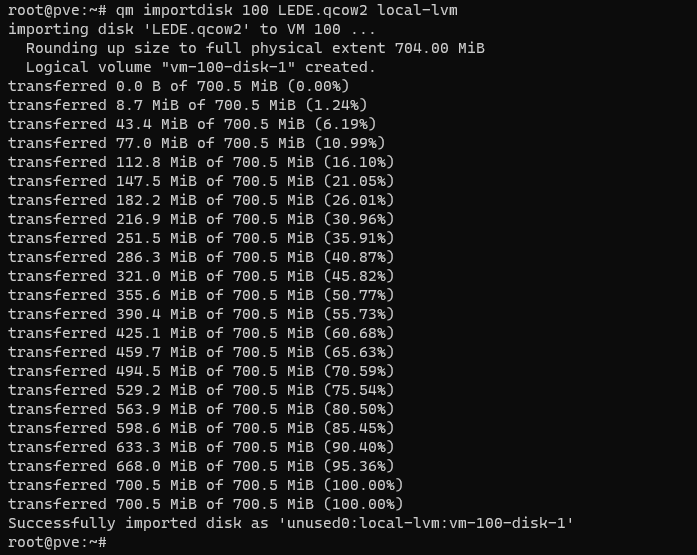 root@pve:~# qm importdisk 100 LEDE.qcow2 local-lvm
importing disk 'LEDE.qcow2' to VM 100 ...
  Rounding up size to full physical extent 704.00 MiB
  Logical volume "vm-100-disk-1" created.
transferred 0.0 B of 700.5 MiB (0.00%)
transferred 8.7 MiB of 700.5 MiB (1.24%)
transferred 43.4 MiB of 700.5 MiB (6.19%)
transferred 77.0 MiB of 700.5 MiB (10.99%)
transferred 112.8 MiB of 700.5 MiB (16.10%)
transferred 147.5 MiB of 700.5 MiB (21.05%)
transferred 182.2 MiB of 700.5 MiB (26.01%)
transferred 216.9 MiB of 700.5 MiB (30.96%)
transferred 251.5 MiB of 700.5 MiB (35.91%)
transferred 286.3 MiB of 700.5 MiB (40.87%)
transferred 321.0 MiB of 700.5 MiB (45.82%)
transferred 355.6 MiB of 700.5 MiB (50.77%)
transferred 390.4 MiB of 700.5 MiB (55.73%)
transferred 425.1 MiB of 700.5 MiB (60.68%)
transferred 459.7 MiB of 700.5 MiB (65.63%)
transferred 494.5 MiB of 700.5 MiB (70.59%)
transferred 529.2 MiB of 700.5 MiB (75.54%)
transferred 563.9 MiB of 700.5 MiB (80.50%)
transferred 598.6 MiB of 700.5 MiB (85.45%)
transferred 633.3 MiB of 700.5 MiB (90.40%)
transferred 668.0 MiB of 700.5 MiB (95.36%)
transferred 700.5 MiB of 700.5 MiB (100.00%)
transferred 700.5 MiB of 700.5 MiB (100.00%)
Successfully imported disk as 'unused0:local-lvm:vm-100-disk-1'
root@pve:~#